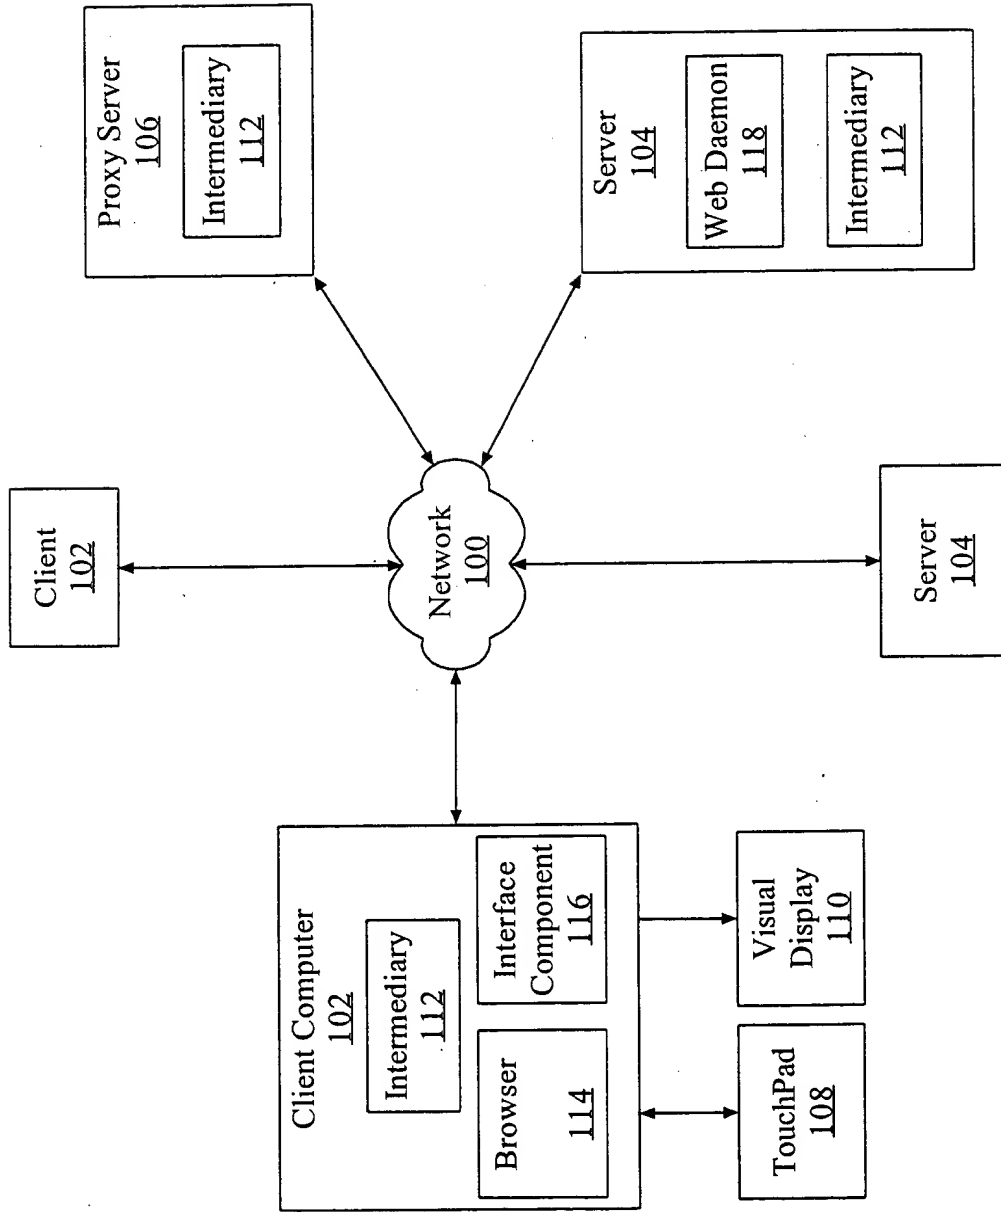 Client Computer
102
Intermediary
112
Browser
114
Interface
Component
116
TouchPad
108
Visual
Display
110
Network
100
Client
102
Server
104
Proxy Server
106
Intermediary
112
Server
104
Web Daemon
118
Intermediary
112